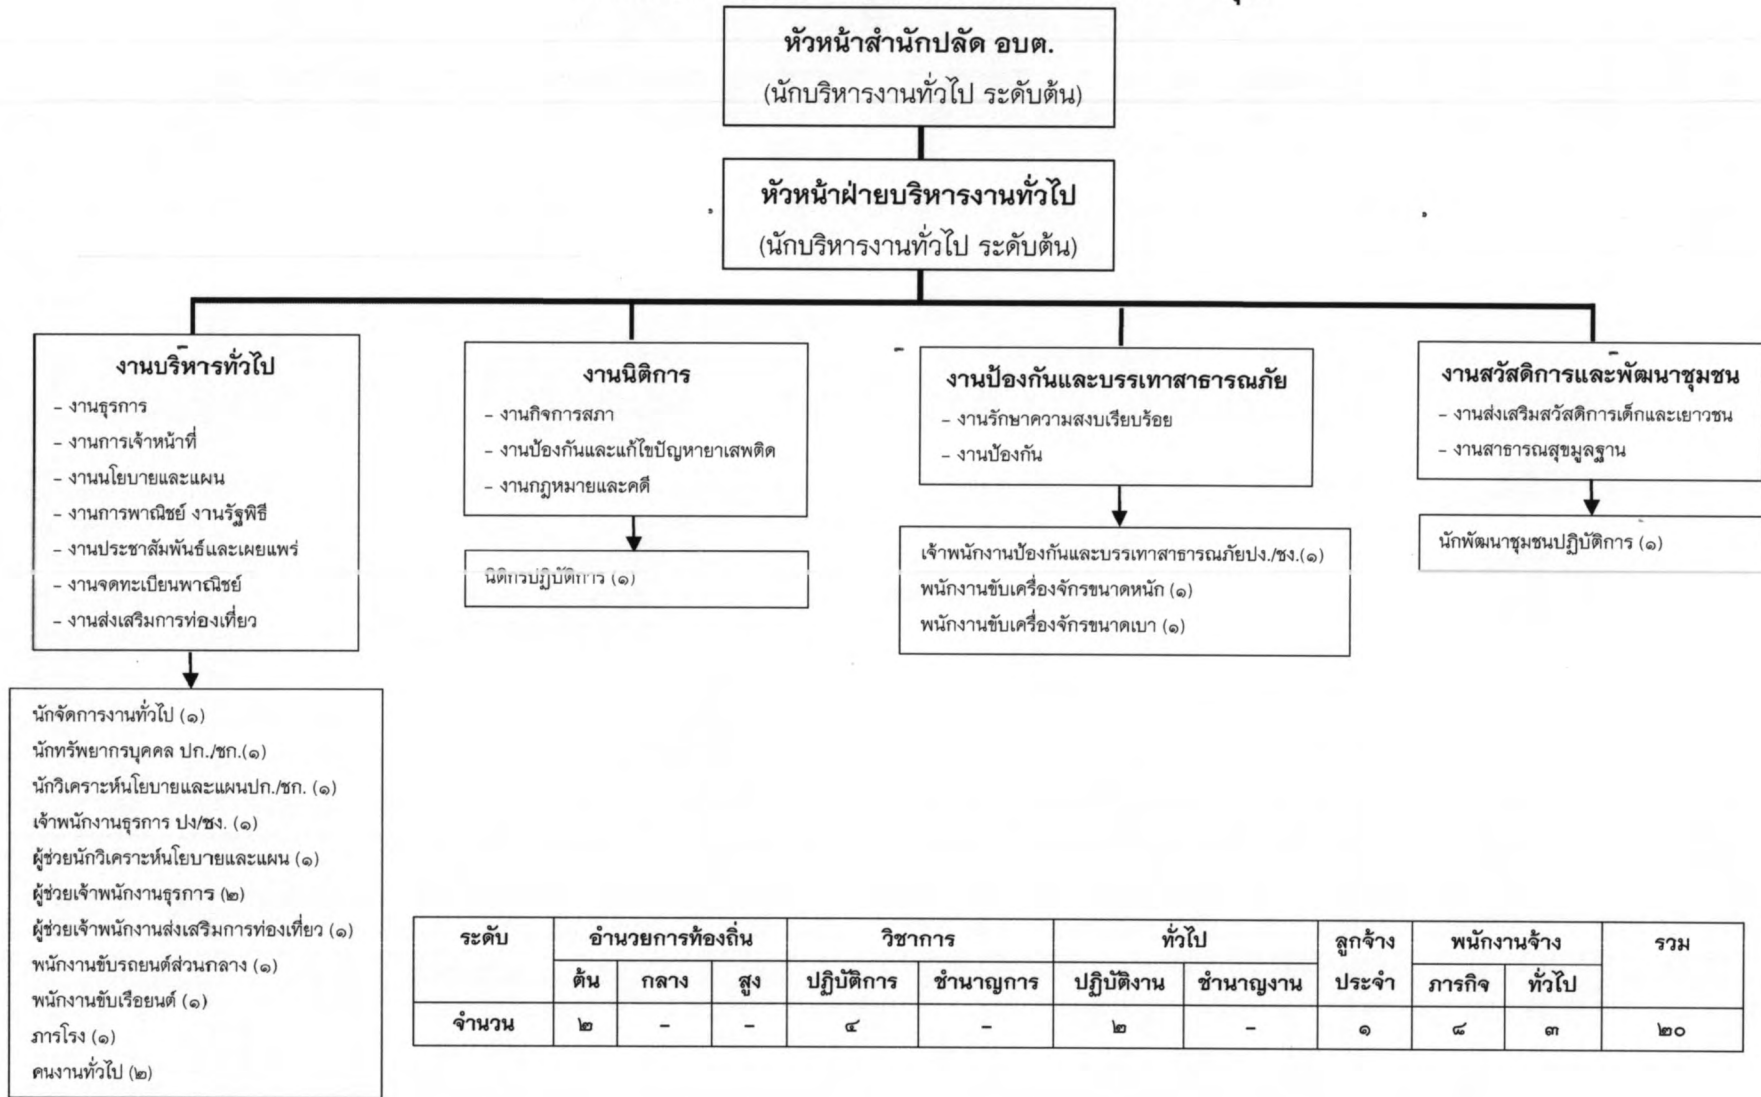 หัวหน้าสำนักปลัด อบต.
(นักบริหารงานทั่วไป ระดับต้น)
หัวหน้าฝ่ายบริหารงานทั่วไป
(นักบริหารงานทั่วไป ระดับต้น)
งานบริหารทั่วไป
- งานธุรการ
- งานการเจ้าหน้าที่
- งานนโยบายและแผน
- งานการพาณิชย์ งานรัฐพิธี
- งานประชาสัมพันธ์และเผยแพร่
- งานจดทะเบียนพาณิชย์
- งานส่งเสริมการท่องเที่ยว
นักจัดการงานทั่วไป (๑)
นักทรัพยากรบุคคล ปก./ชก.(๑)
นักวิเคราะห์นโยบายและแผนปก./ชก. (๑)
เจ้าพนักงานธุรการ ปง/ชง. (๑)
ผู้ช่วยนักวิเคราะห์นโยบายและแผน (๑)
ผู้ช่วยเจ้าพนักงานธุรการ (๒)
ผู้ช่วยเจ้าพนักงานส่งเสริมการท่องเที่ยว (๑)
พนักงานขับรถยนต์ส่วนกลาง (๑)
พนักงานขับเรือยนต์ (๑)
ภารโรง (๑)
คนงานทั่วไป (๒)
งานนิติการ
- งานกิจการสภา
- งานป้องกันและแก้ไขปัญหายาเสพติด
- งานกฎหมายและคดี
นิติกรปฏิบัติการ (๑)
งานป้องกันและบรรเทาสาธารณภัย
- งานรักษาความสงบเรียบร้อย
- งานป้องกัน
เจ้าพนักงานป้องกันและบรรเทาสาธารณภัยปง./ชง.(๑)
พนักงานขับเครื่องจักรขนาดหนัก (๑)
พนักงานขับเครื่องจักรขนาดเบา (๑)
งานสวัสดิการและพัฒนาชุมชน
- งานส่งเสริมสวัสดิการเด็กและเยาวชน
- งานสาธารณสุขมูลฐาน
นักพัฒนาชุมชนปฏิบัติการ (๑)
ระดับ อำนวยการท้องถิ่น วิชาการ ทั่วไป ลูกจ้าง พนักงานจ้าง รวม
ต้น กลาง สูง ปฏิบัติการ ชำนาญการ ปฏิบัติงาน ชำนาญงาน ประจำ ภารกิจ ทั่วไป
จำนวน ๒ - - ๔ - ๒ - ๑ ๘ ๓ ๒๐